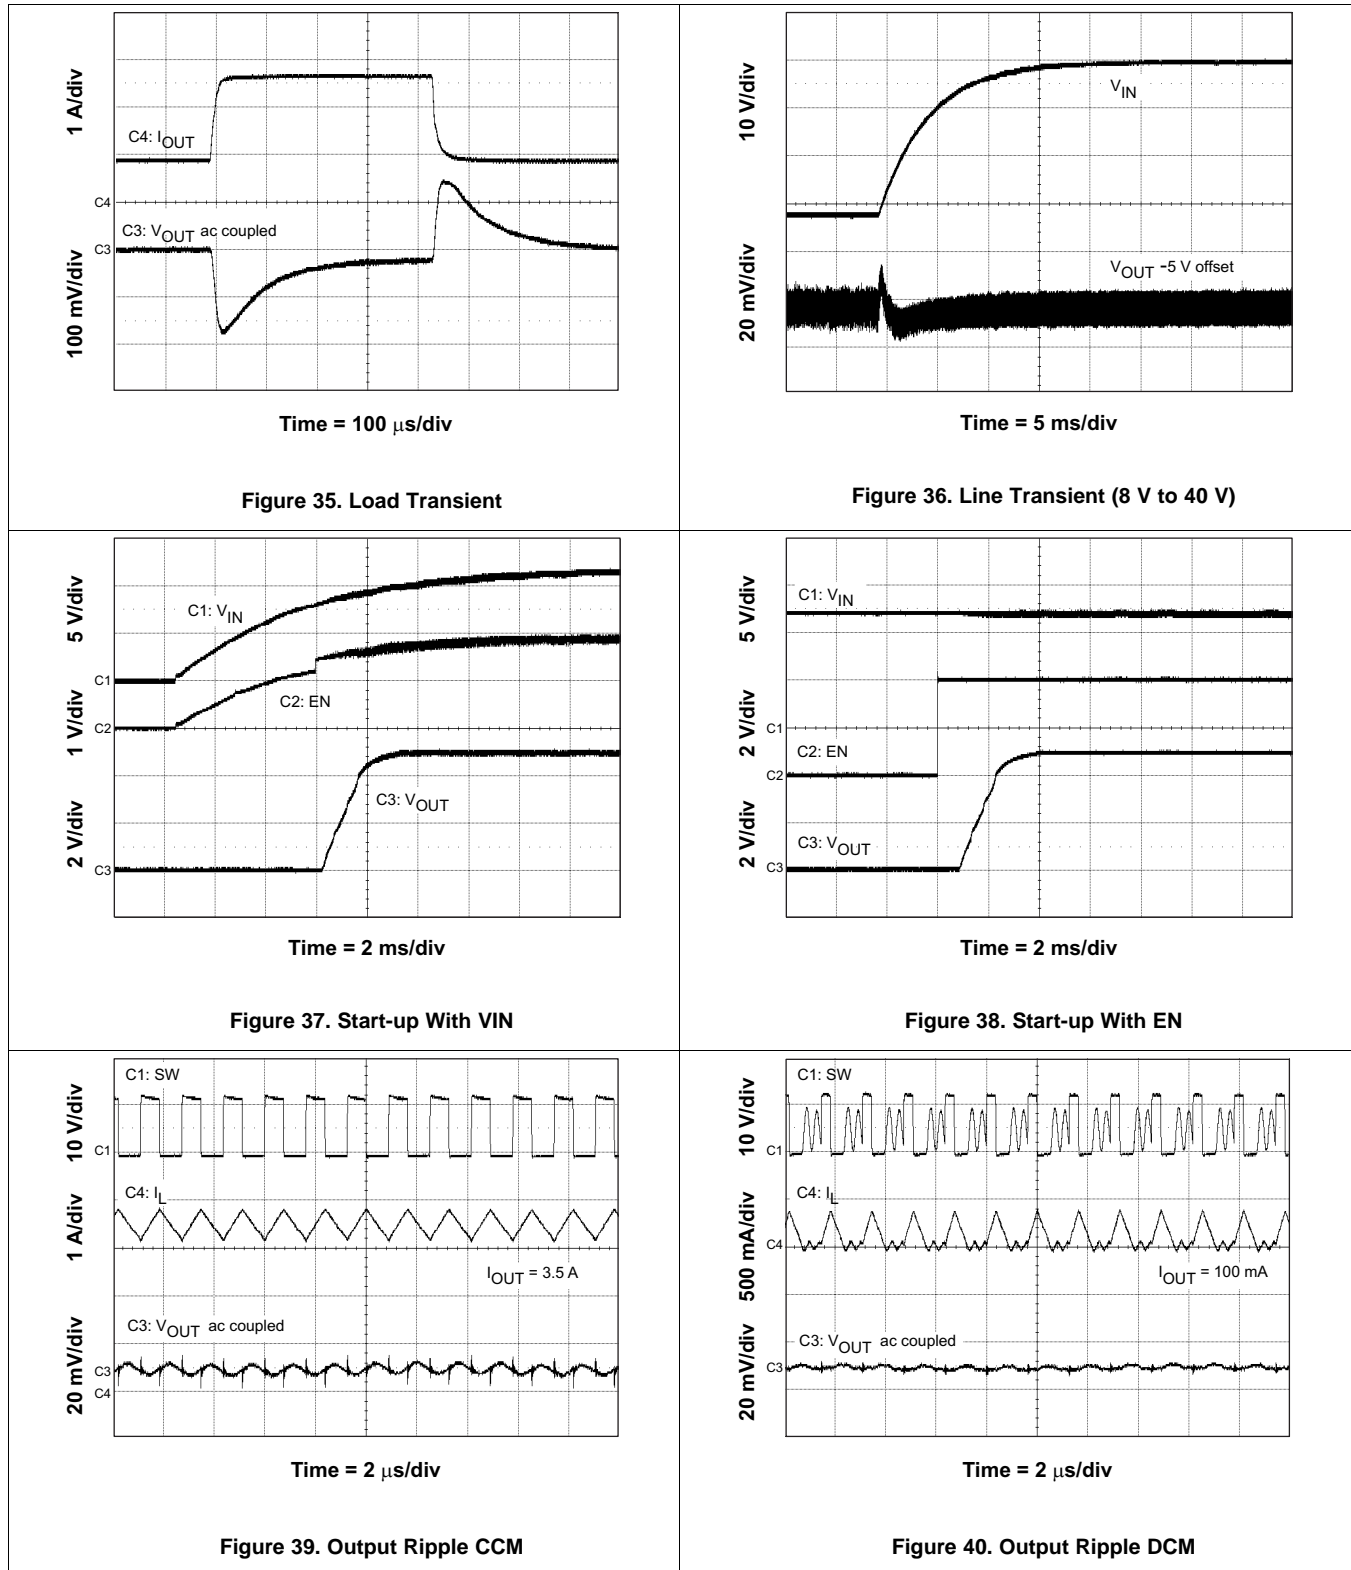 1 A/div
C4: IOUT
C4
C3: VOUT ac coupled
C3
100 mV/div
Time = 100 μs/div
Figure 35. Load Transient
10 V/div
VIN
VOUT -5 V offset
20 mV/div
Time = 5 ms/div
Figure 36. Line Transient (8 V to 40 V)
5 V/div
C1: VIN
C1
1 V/div
C2: EN
C2
2 V/div
C3: VOUT
C3
Time = 2 ms/div
Figure 37. Start-up With VIN
5 V/div
C1: VIN
2 V/div
C1
C2: EN
C2
2 V/div
C3: VOUT
C3
Time = 2 ms/div
Figure 38. Start-up With EN
C1: SW
10 V/div
C1
C4: IL
1 A/div
IOUT = 3.5 A
C3: VOUT ac coupled
20 mV/div
C3
C4
Time = 2 μs/div
Figure 39. Output Ripple CCM
C1: SW
10 V/div
C1
C4: IL
500 mA/div
C4
IOUT = 100 mA
C3: VOUT ac coupled
20 mV/div
C3
Time = 2 μs/div
Figure 40. Output Ripple DCM